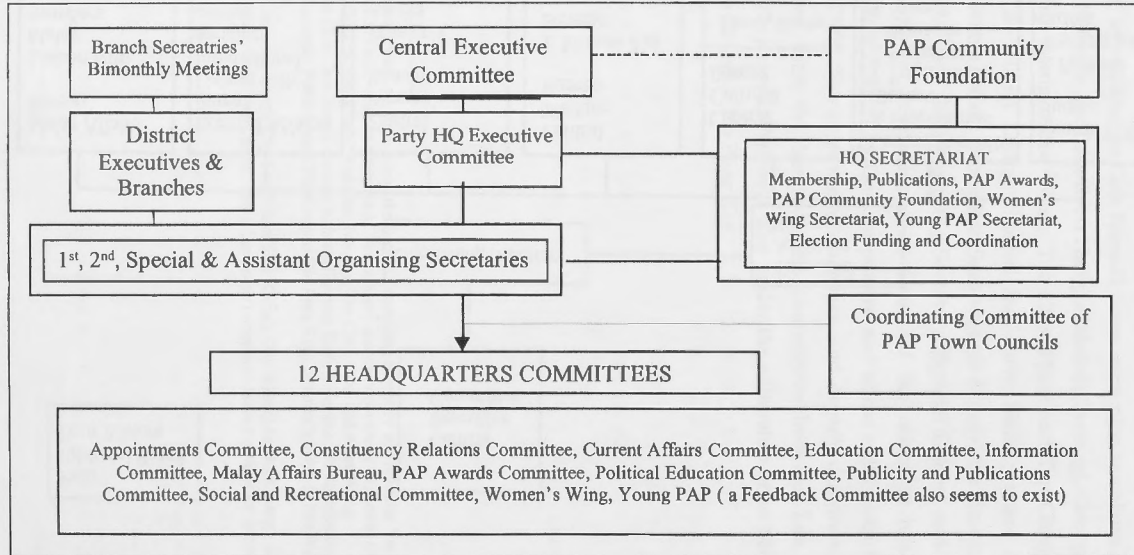 Branch Secreatries'
Bimonthly Meetings
Central Executive
Committee
PAP Community
Foundation
District
Executives &
Branches
Party HQ Executive
Committee
HQ SECRETARIAT
Membership, Publications, PAP Awards,
PAP Community Foundation, Women's
Wing Secretariat, Young PAP Secretariat,
Election Funding and Coordination
1st, 2nd, Special & Assistant Organising Secretaries
Coordinating Committee of
PAP Town Councils
12 HEADQUARTERS COMMITTEES
Appointments Committee, Constituency Relations Committee, Current Affairs Committee, Education Committee, Information
Committee, Malay Affairs Bureau, PAP Awards Committee, Political Education Committee, Publicity and Publications
Committee, Social and Recreational Committee, Women's Wing, Young PAP ( a Feedback Committee also seems to exist)